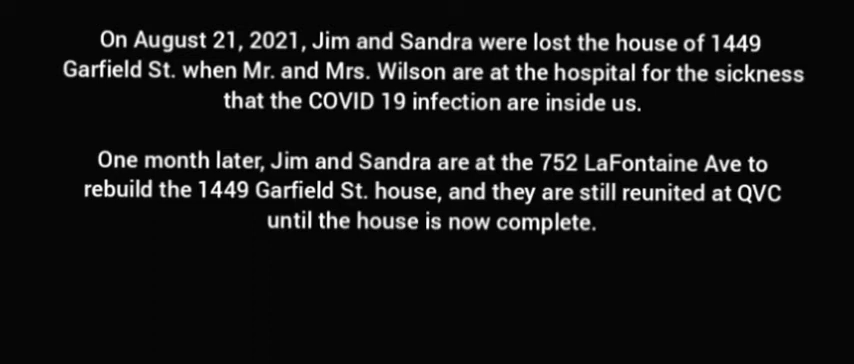 On August 21, 2021, Jim and Sandra were lost the house of 1449
Garfield St. when Mr. and Mrs. Wilson are at the hospital for the sickness
that the COVID 19 infection are inside us.
One month later, Jim and Sandra are at the 752 LaFontaine Ave to
rebuild the 1449 Garfield St. house, and they are still reunited at QVC
until the house is now complete.